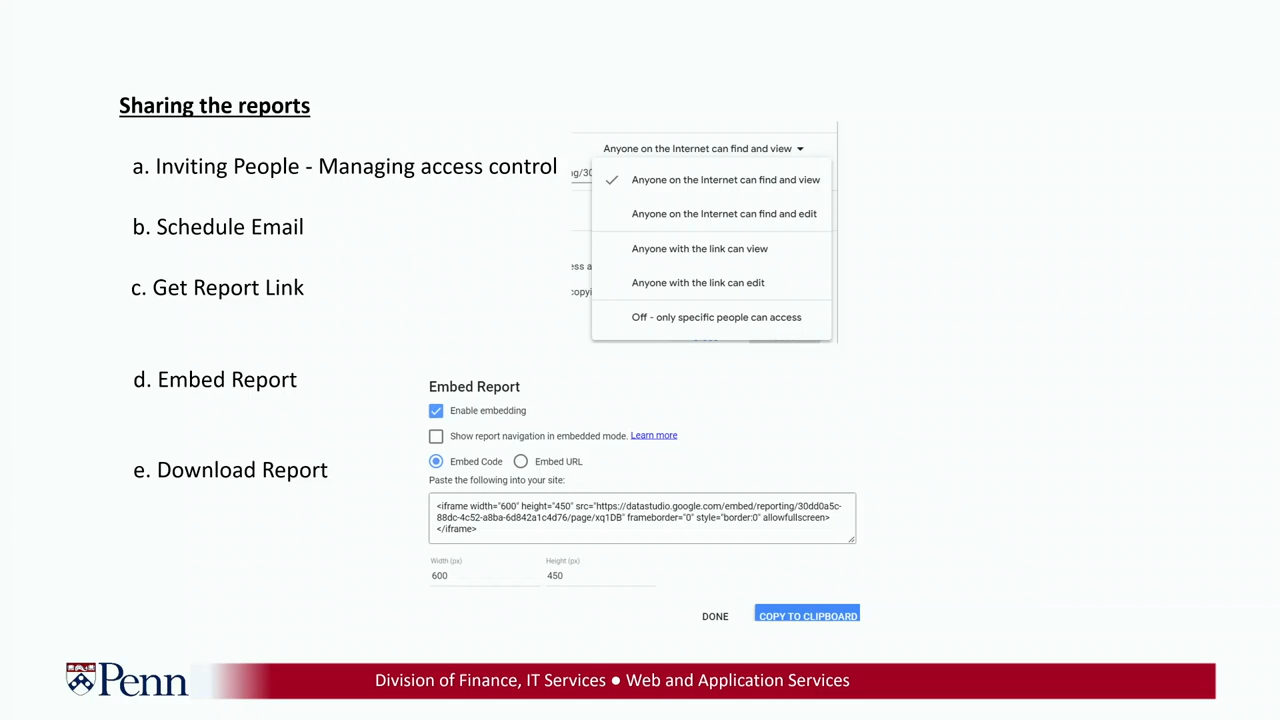 Sharing the reports
a. Inviting People - Managing access control
b. Schedule Email
c. Get Report Link
d. Embed Report
e. Download Report
Anyone on the Internet can find and view
ng/30
Anyone on the Internet can find and view
Anyone on the Internet can find and edit
Anyone with the link can view
ess a
Anyone with the link can edit
copyi
Off - only specific people can access
Embed Report
Enable embedding
Show report navigation in embedded mode. Learn more
Embed Code Embed URL
Paste the following into your site:
<iframe width="600" height="450" src="https://datastudio.google.com/embed/reporting/30dd0a5c-
88dc-4c52-a8ba-6d842a1c4d76/page/xq1DB" frameborder="0" style="border:0" allowfullscreen>
</iframe>
Width (px) Height (px)
600 450
DONE COPY TO CLIPBOARD
Penn
Division of Finance, IT Services ● Web and Application Services